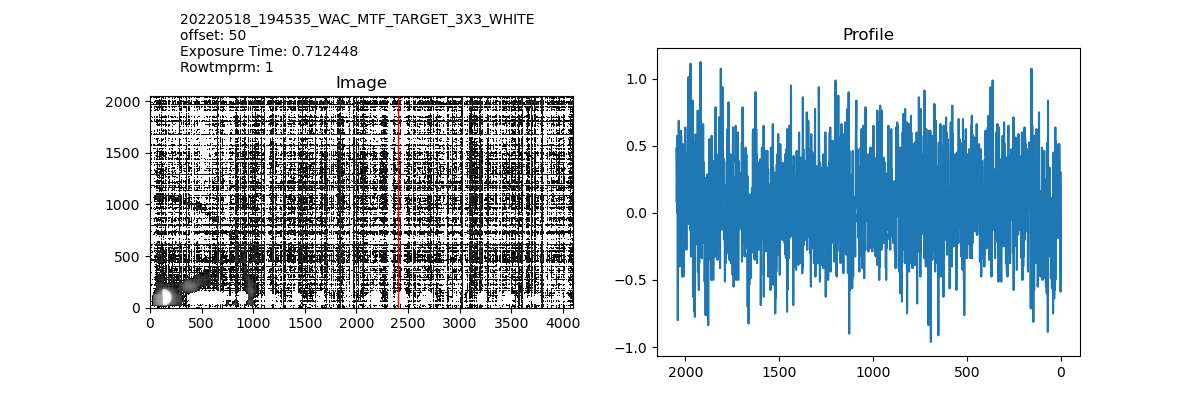 20220518_194535_WAC_MTF_TARGET_3X3_WHITE
offset: 50
Exposure Time: 0.712448
Rowtmprm: 1
Image
2000
1500
1000
500
0
0 500 1000 1500 2000 2500 3000 3500 4000
Profile
1.0
0.5
0.0
−0.5
−1.0
2000 1500 1000 500 0